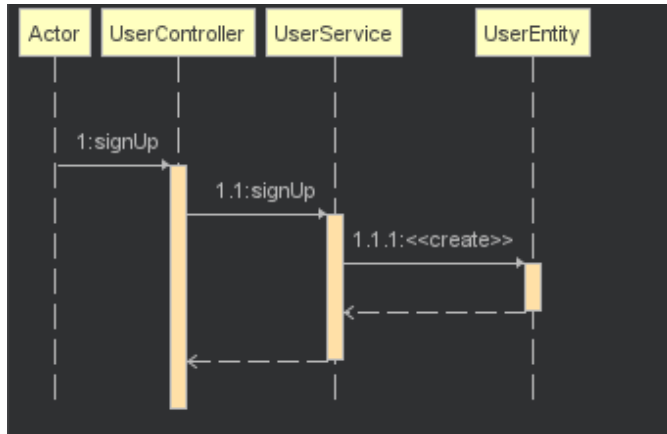 Actor
UserController
UserService
UserEntity
1:signUp
1.1:signUp
1.1.1:<<create>>